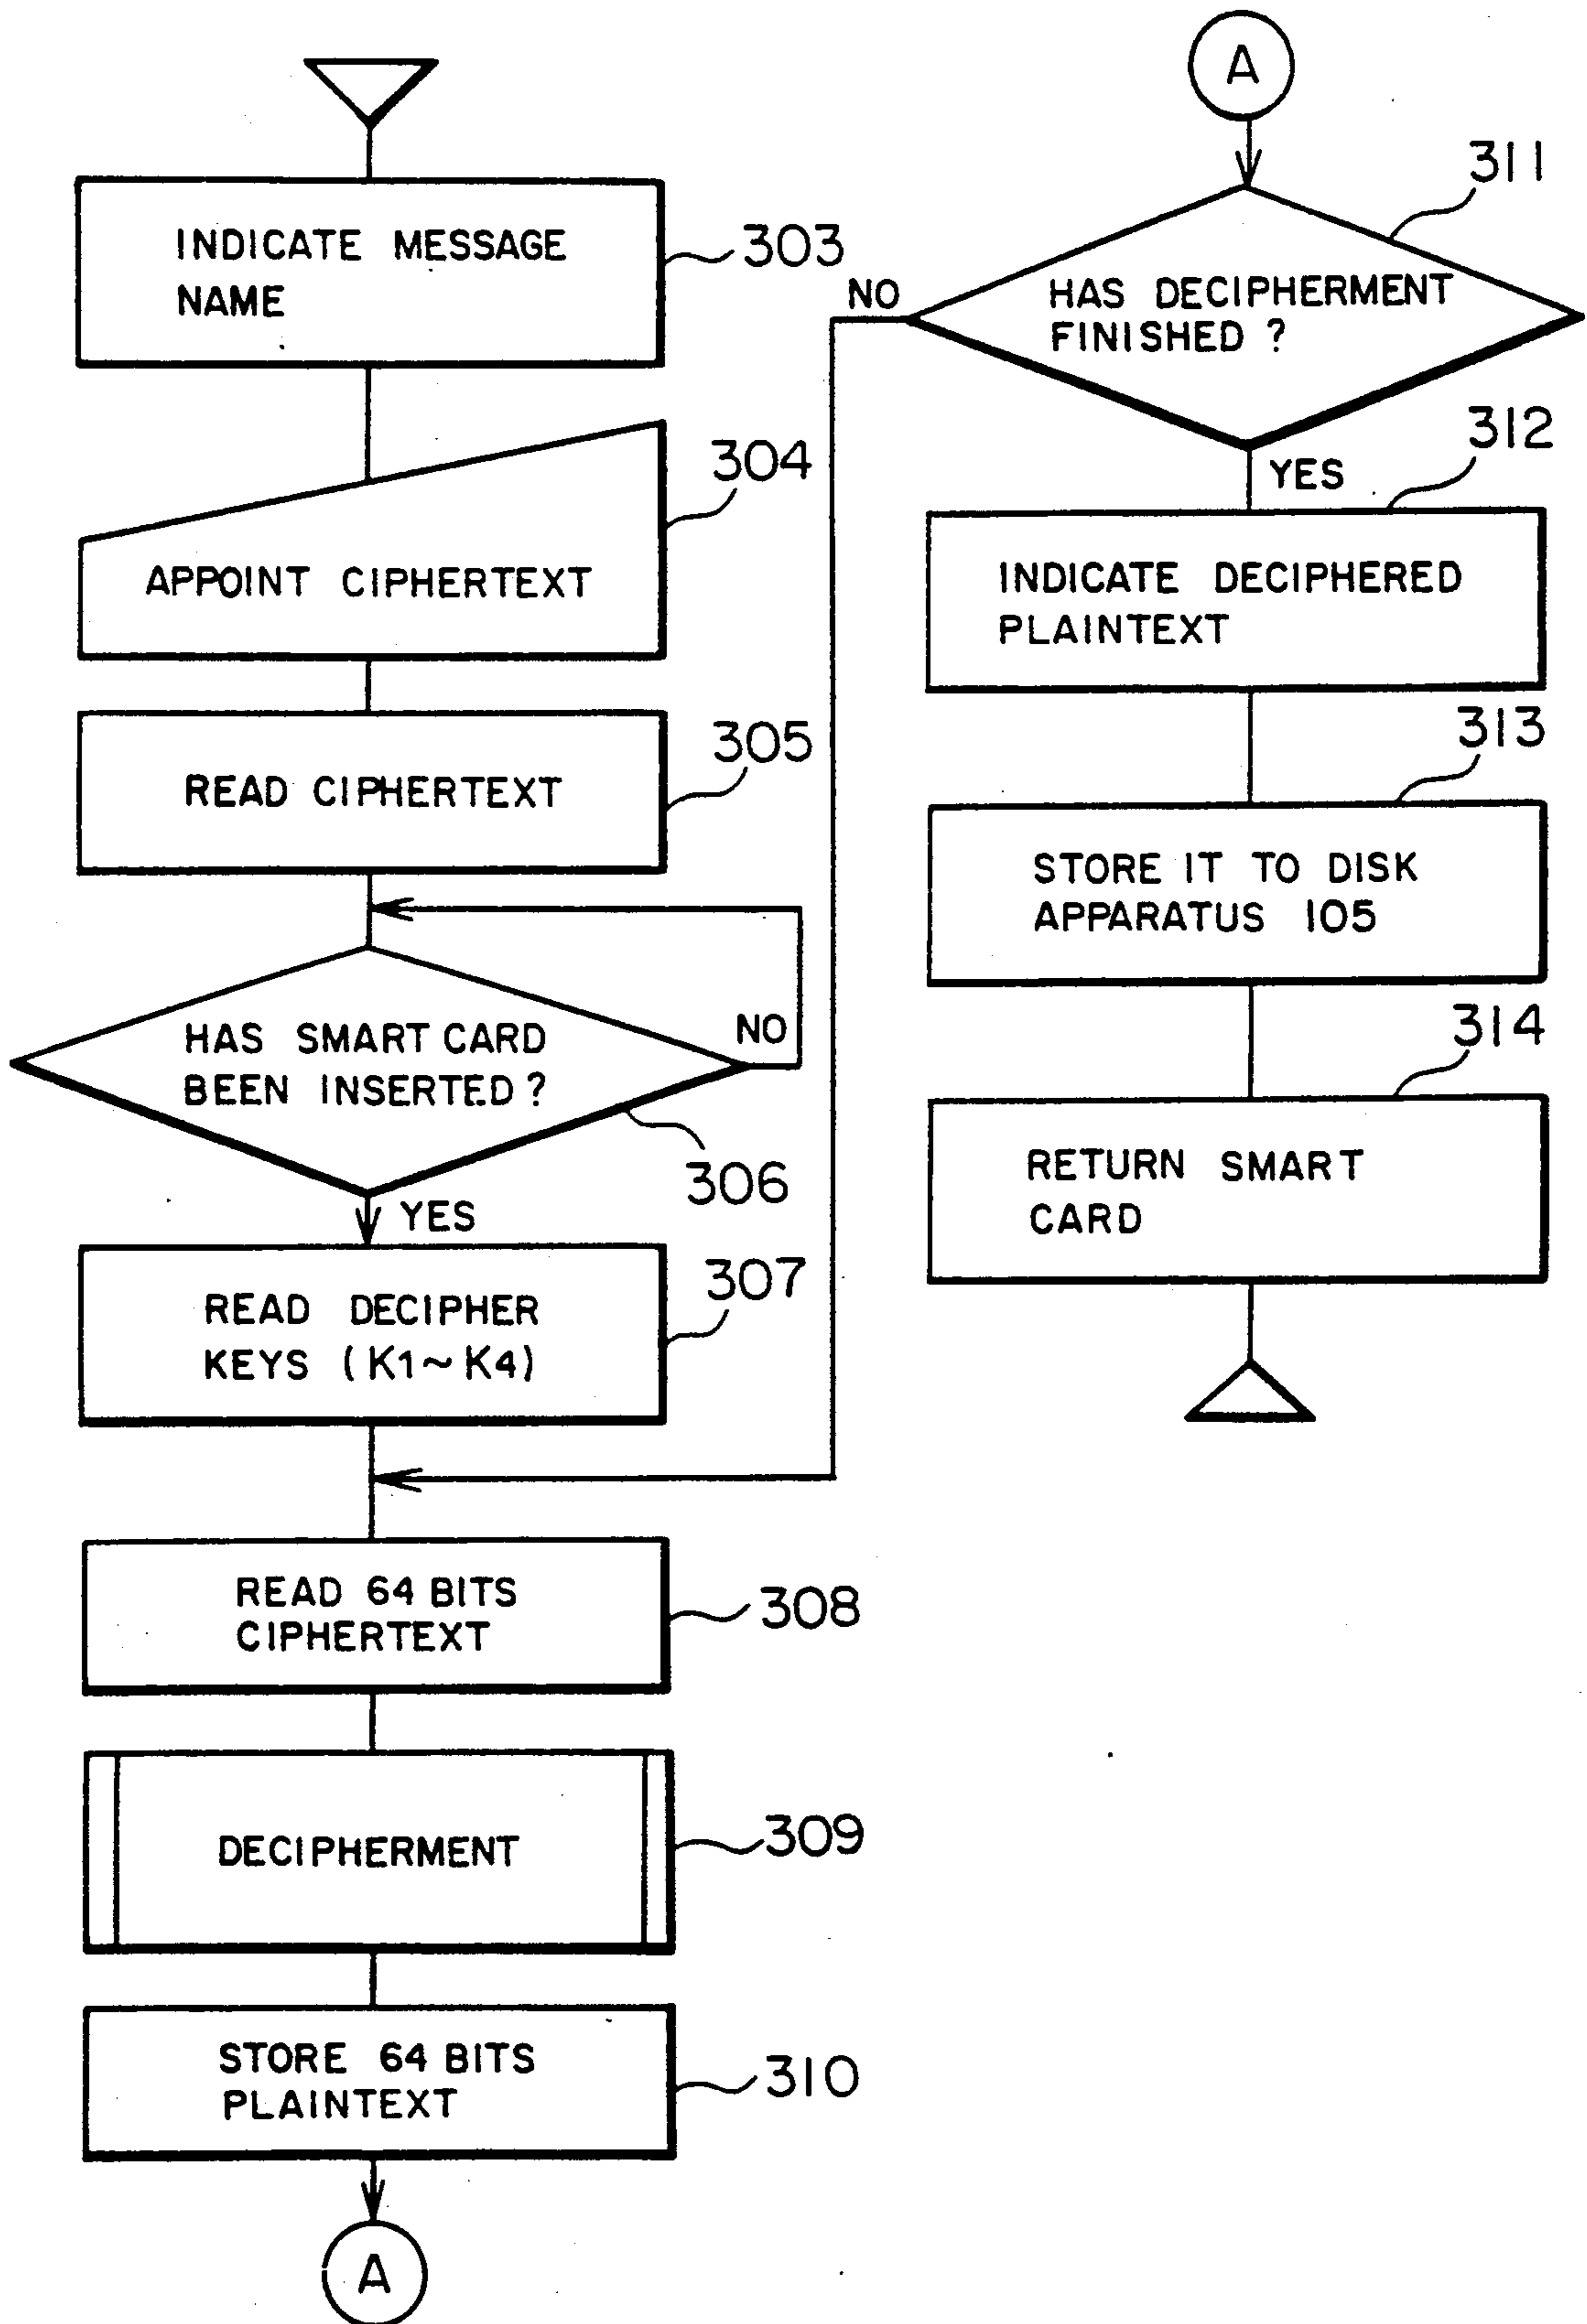 INDICATE MESSAGE
NAME
303
304
APPOINT CIPHERTEXT
305
READ CIPHERTEXT
HAS SMART CARD
BEEN INSERTED ?
NO
306
YES
307
READ DECIPHER
KEYS (K1~K4)
READ 64 BITS
CIPHERTEXT
308
DECIPHERMENT
309
STORE 64 BITS
PLAINTEXT
310
A
A
311
HAS DECIPHERMENT
FINISHED ?
NO
YES
312
INDICATE DECIPHERED
PLAINTEXT
313
STORE IT TO DISK
APPARATUS 105
314
RETURN SMART
CARD